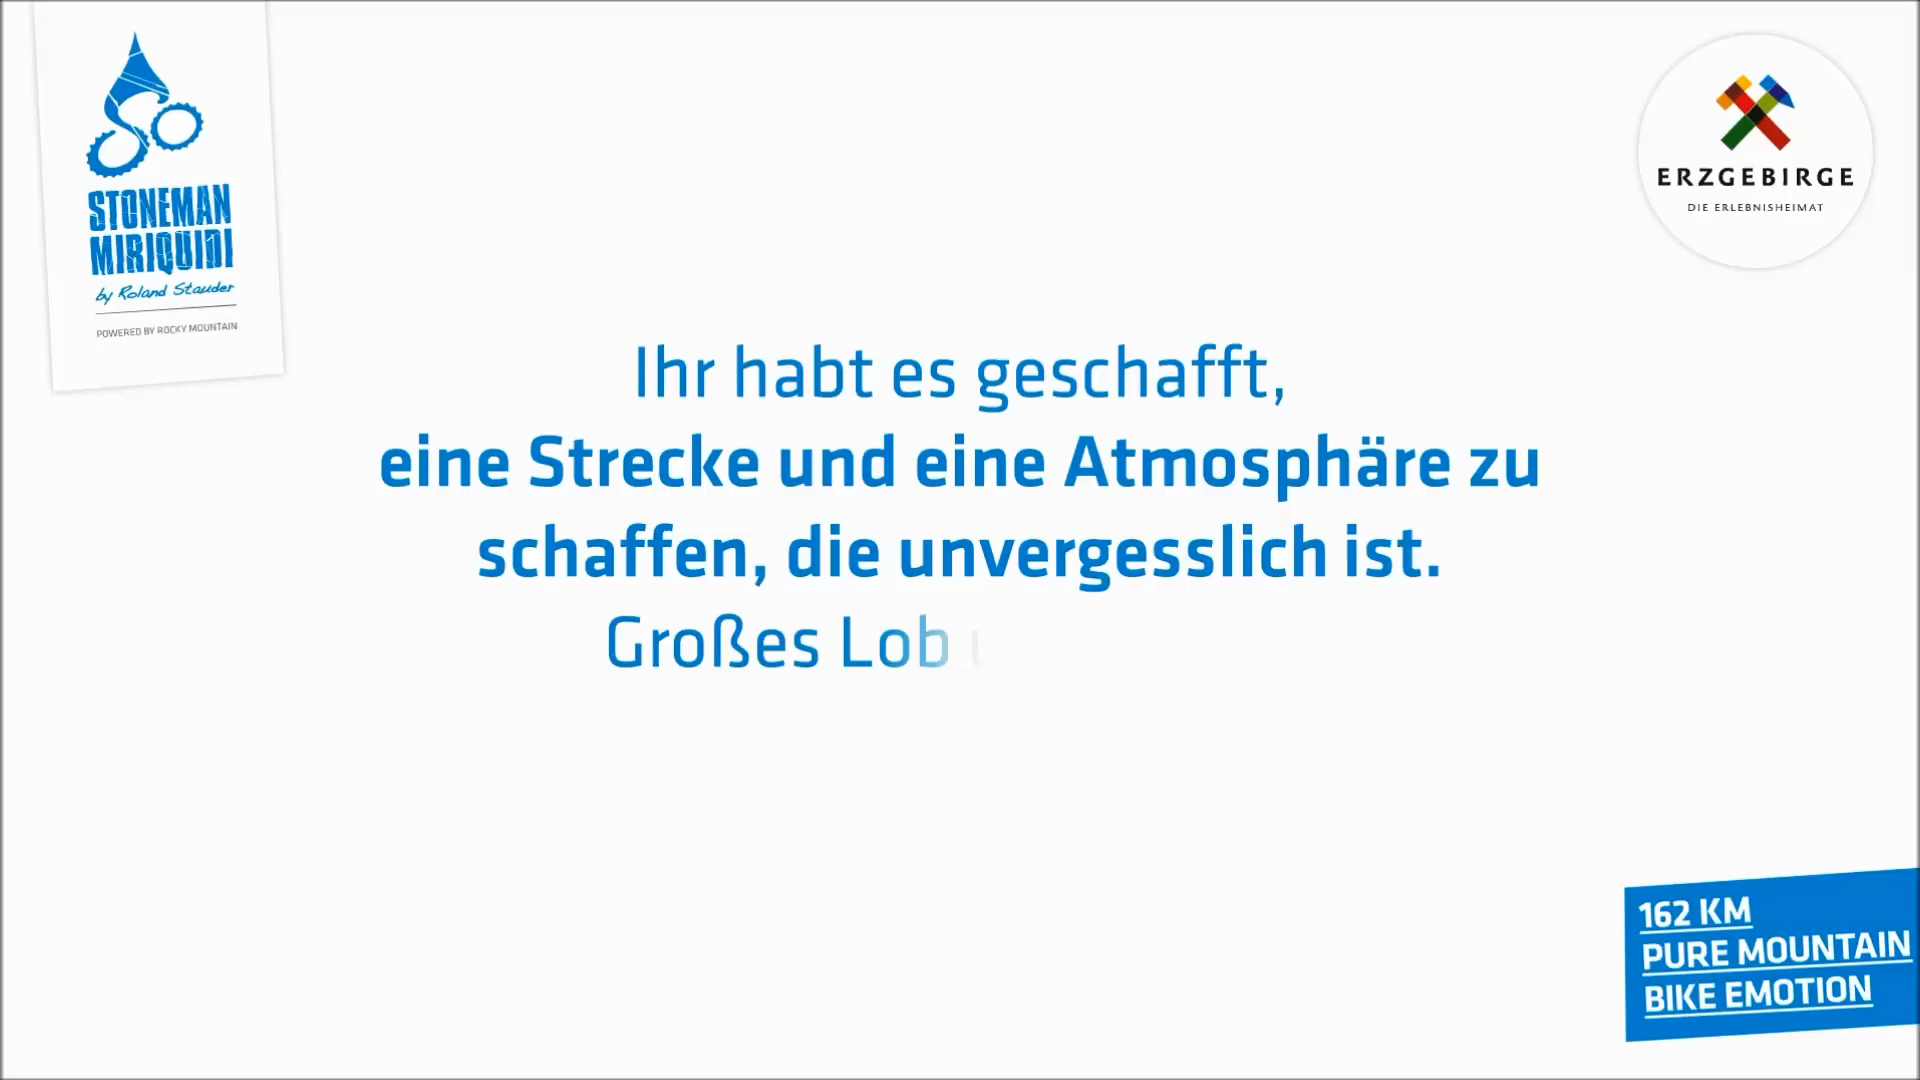 STONEMAN
MIRIQUIDI
by Roland Stauder
POWERED BY ROCKY MOUNTAIN
ERZGEBIRGE
DIE ERLEBNISHEIMAT
Ihr habt es geschafft,
eine Strecke und eine Atmosphäre zu
schaffen, die unvergesslich ist.
Großes Lob
162 KM
PURE MOUNTAIN
BIKE EMOTION